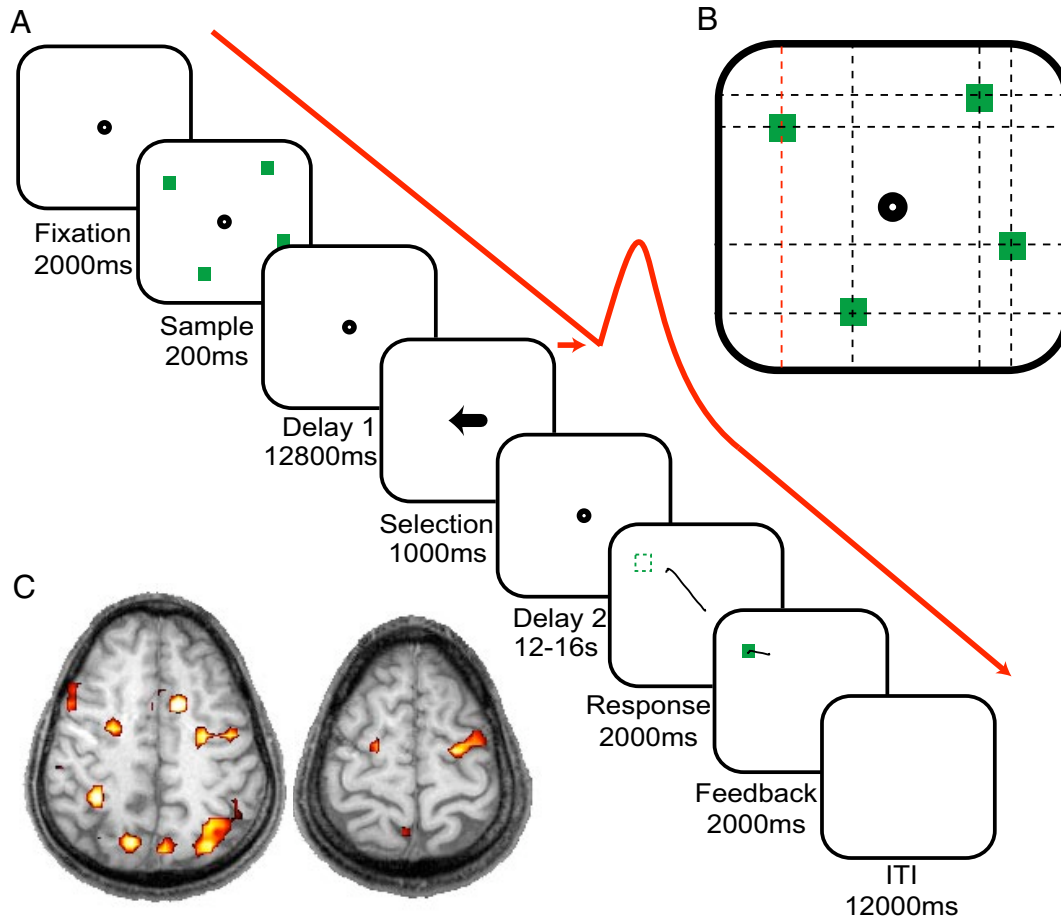 A
Fixation
2000ms
Sample
200ms
Delay 1
12800ms
Selection
1000ms
Delay 2
12-16s
Response
2000ms
Feedback
2000ms
ITI
12000ms
B
C